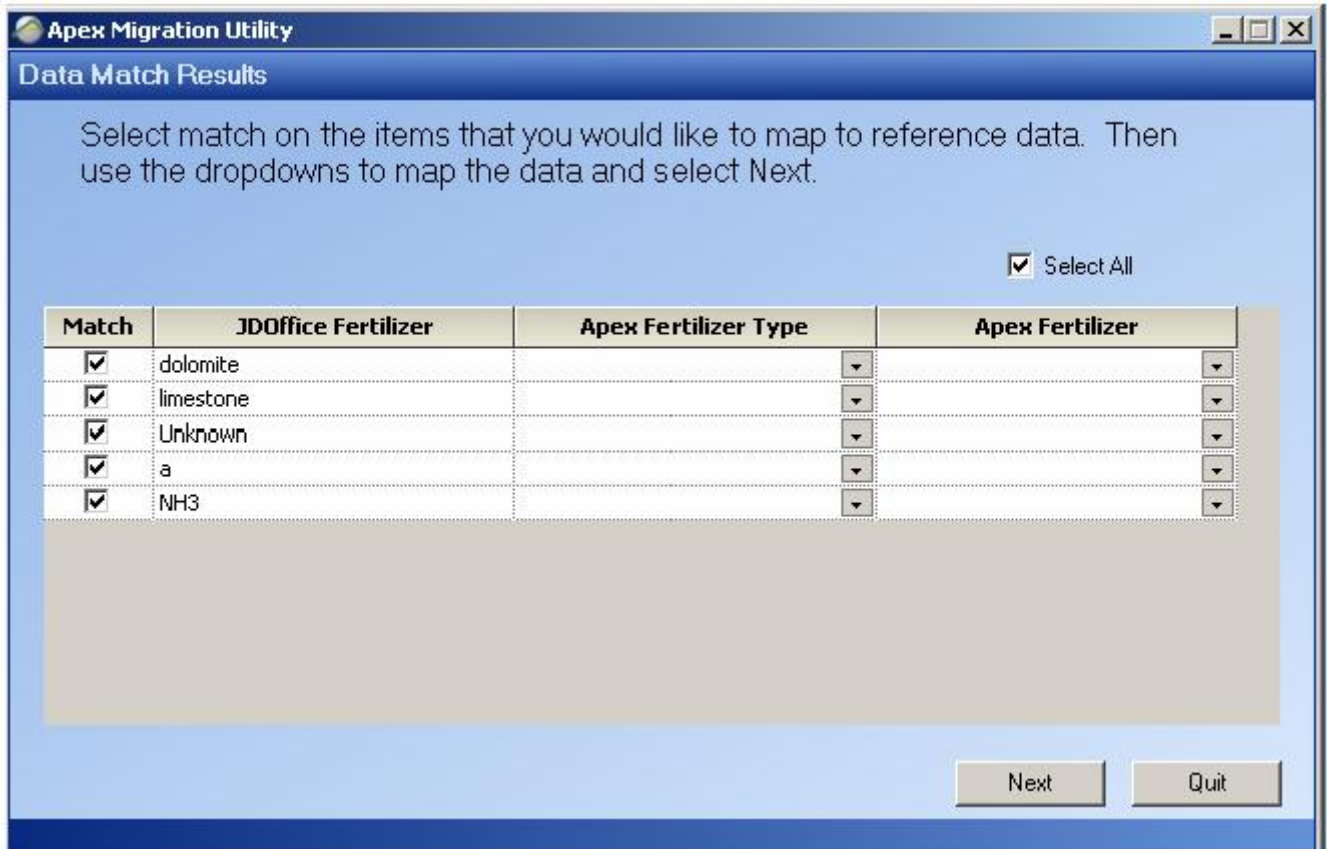 Apex Migration Utility
Data Match Results
Select match on the items that you would like to map to reference data. Then
use the dropdowns to map the data and select Next.
Select All
Match JDOffice Fertilizer Apex Fertilizer Type Apex Fertilizer
dolomite
limestone
Unknown
a
NH3
Next Quit